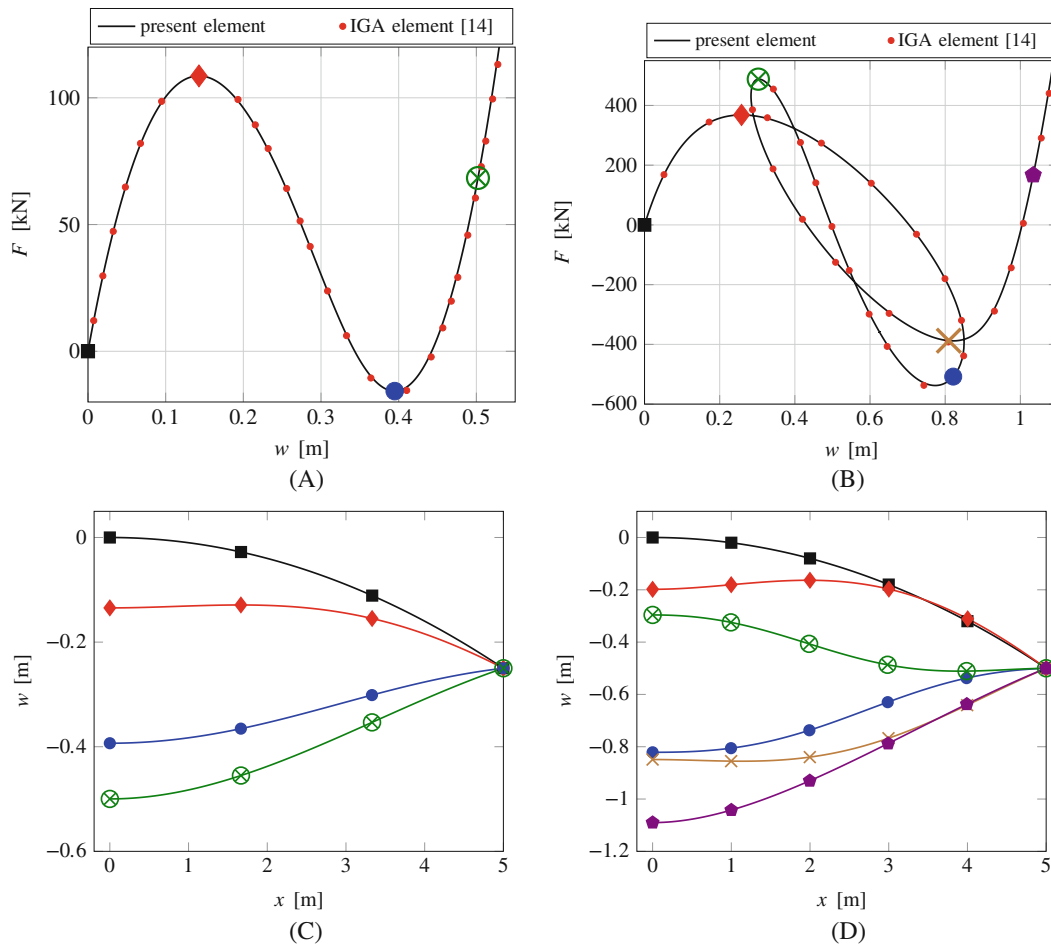 present element IGA element [14]
100
50
0
F [kN]
0 0.1 0.2 0.3 0.4 0.5
w [m]
(A)
present element IGA element [14]
400
200
0
−200
−400
−600
F [kN]
0 0.2 0.4 0.6 0.8 1
w [m]
(B)
0
−0.2
−0.4
−0.6
w [m]
0 1 2 3 4 5
x [m]
(C)
0
−0.2
−0.4
−0.6
−0.8
−1
−1.2
w [m]
0 1 2 3 4 5
x [m]
(D)